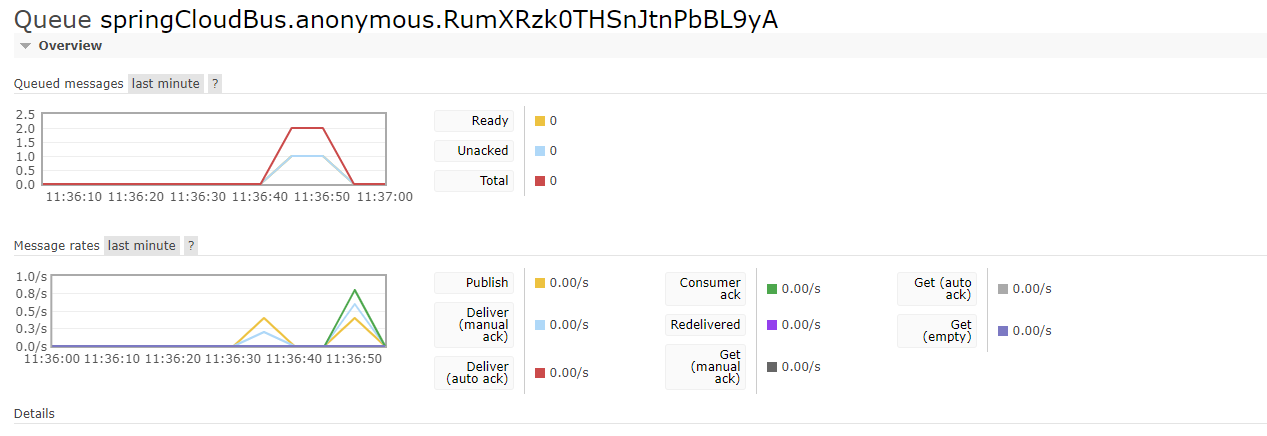 Queue springCloudBus.anonymous.RumXRzk0THSnJtnPbBL9yA
Overview
Queued messages last minute ?
2.5
2.0
1.5
1.0
0.5
0.0
11:36:10 11:36:20 11:36:30 11:36:40 11:36:50 11:37:00
Ready 0
Unacked 0
Total 0
Message rates last minute ?
1.0/s
0.8/s
0.5/s
0.3/s
0.0/s
11:36:00 11:36:10 11:36:20 11:36:30 11:36:40 11:36:50
Publish 0.00/s
Deliver
(manual 0.00/s
ack)
Deliver
(auto ack) 0.00/s
Consumer
ack 0.00/s
Redelivered 0.00/s
Get
(manual 0.00/s
ack)
Get (auto
ack) 0.00/s
Get
(empty) 0.00/s
Details